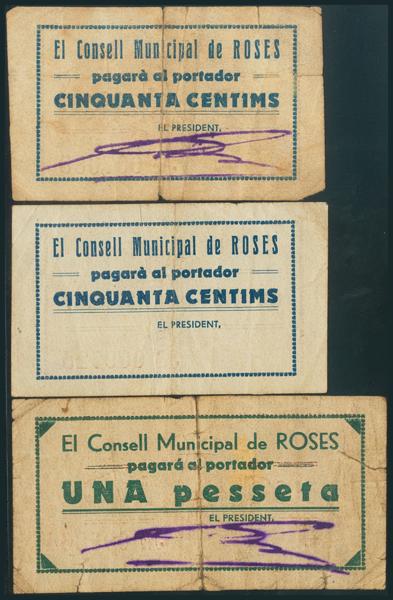 El Consell Municipal de ROSES
pagarà al portador
CINQUANTA CENTIMS
EL PRESIDENT,
El Consell Municipal de ROSES
pagarà al portador
CINQUANTA CENTIMS
EL PRESIDENT,
El Consell Municipal de ROSES
pagará al portador
UNA pesseta
EL PRESIDENT,